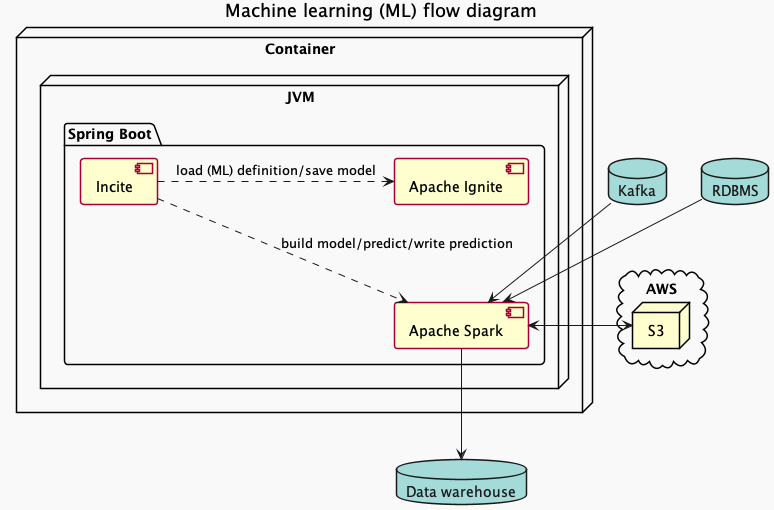 Machine learning (ML) flow diagram
Container
JVM
Spring Boot
Incite
load (ML) definition/save model
Apache Ignite
Kafka
RDBMS
build model/predict/write prediction
AWS
Apache Spark
S3
Data warehouse